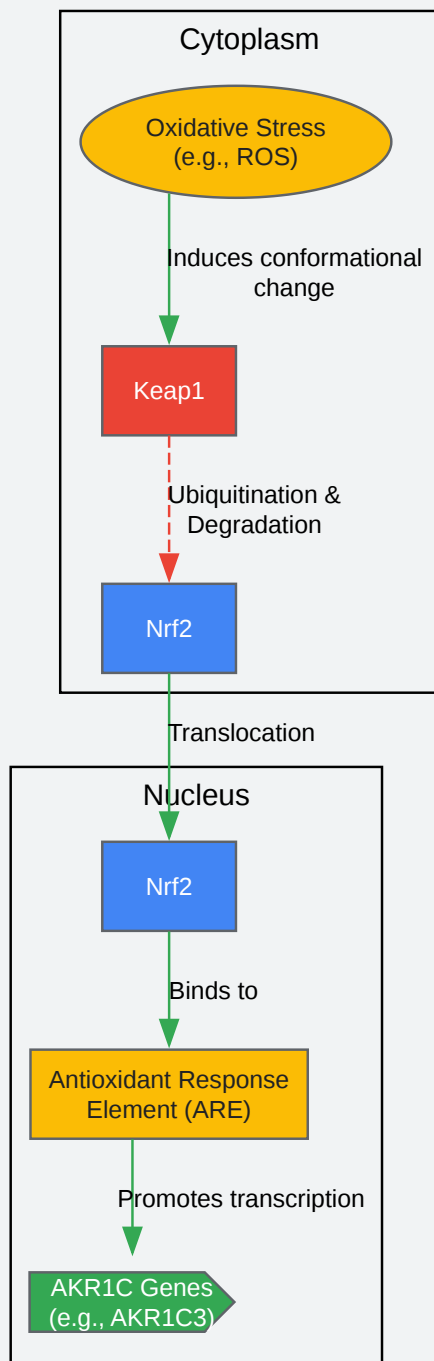 Cytoplasm
Oxidative Stress
(e.g., ROS)
Induces conformational
change
Keap1
Ubiquitination &
Degradation
Nrf2
Translocation
Nucleus
Nrf2
Binds to
Antioxidant Response
Element (ARE)
Promotes transcription
AKR1C Genes
(e.g., AKR1C3)